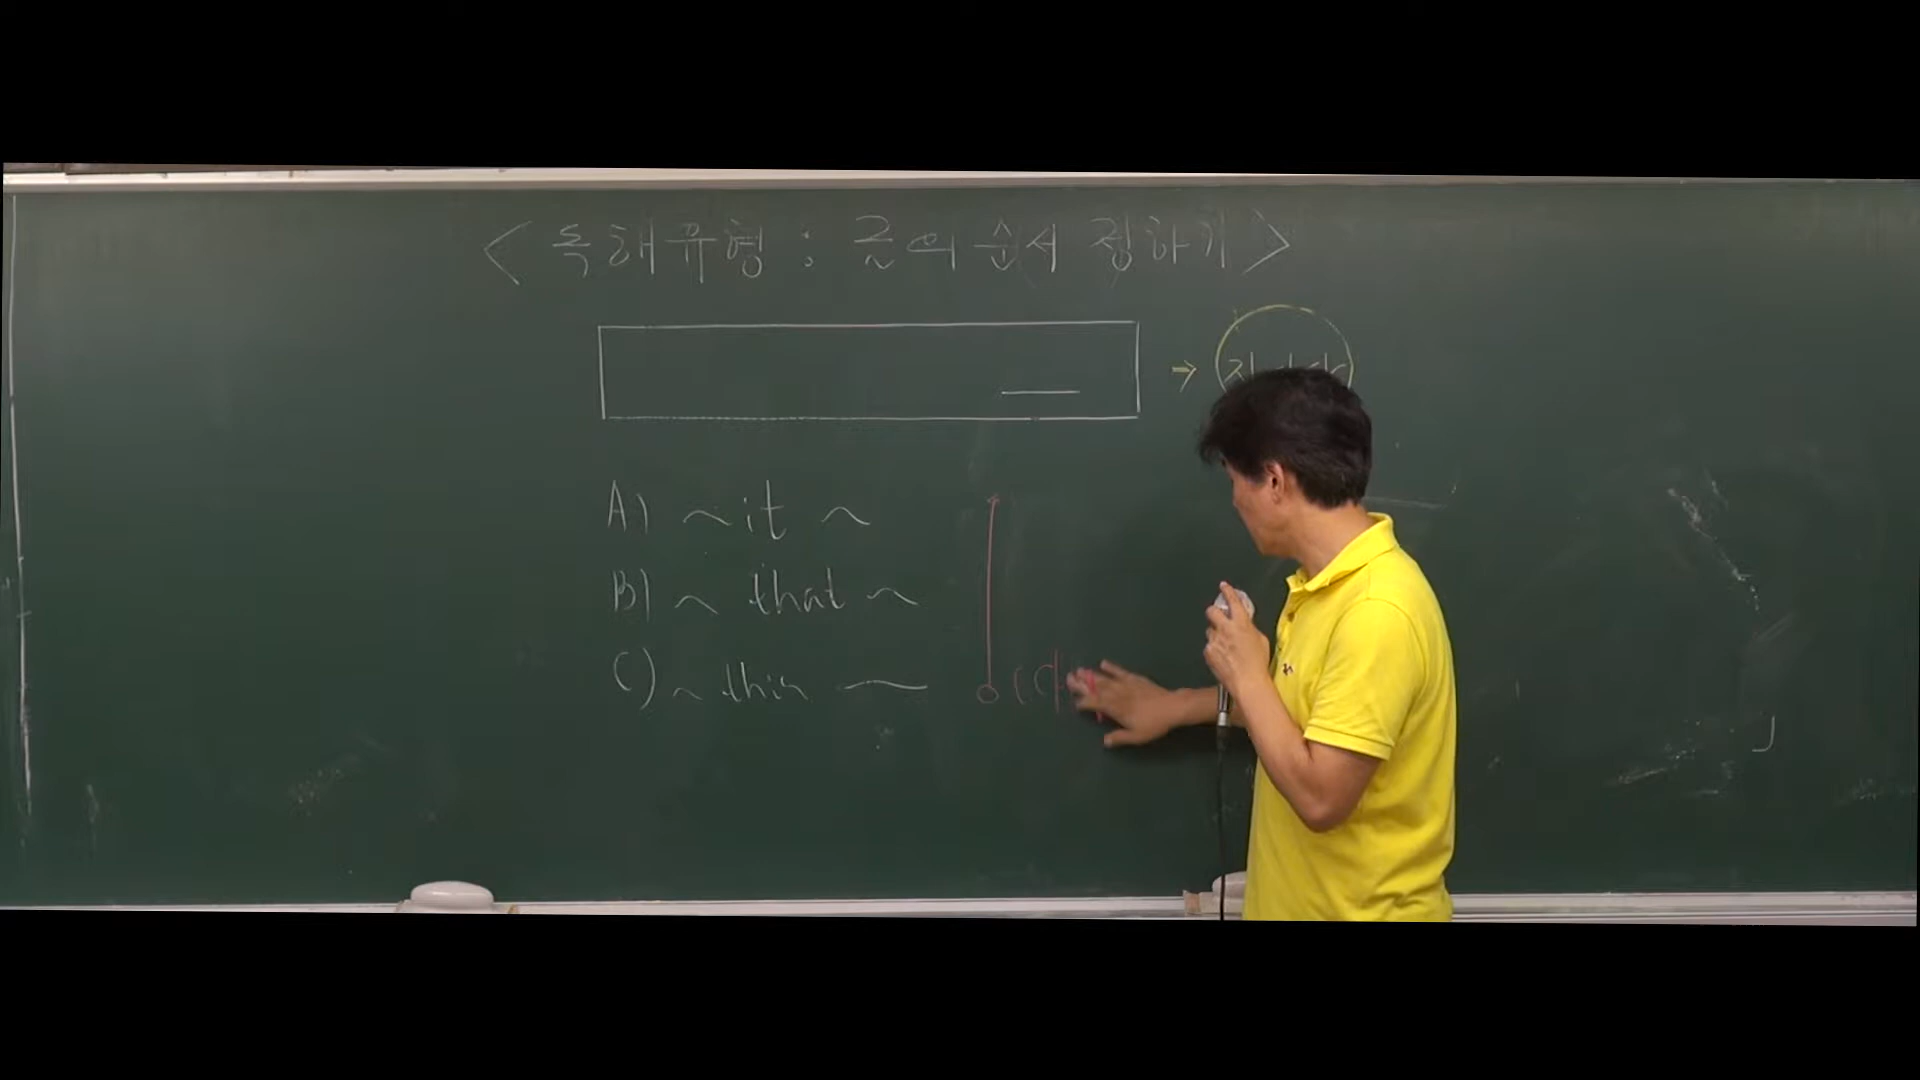 <독해유형 : 글의 순서 정하기>
→
A) ~ it ~
B) ~ that ~
C) ~ this ~